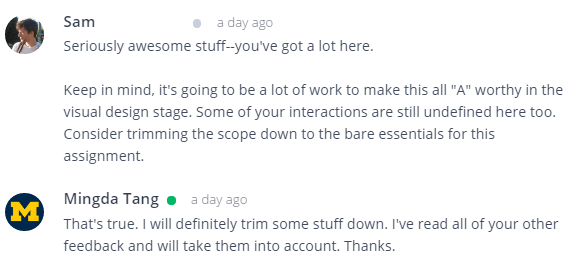 Sam a day ago
Seriously awesome stuff--you've got a lot here.
Keep in mind, it's going to be a lot of work to make this all "A" worthy in the
visual design stage. Some of your interactions are still undefined here too.
Consider trimming the scope down to the bare essentials for this
assignment.
M
Mingda Tang a day ago
That's true. I will definitely trim some stuff down. I've read all of your other
feedback and will take them into account. Thanks.